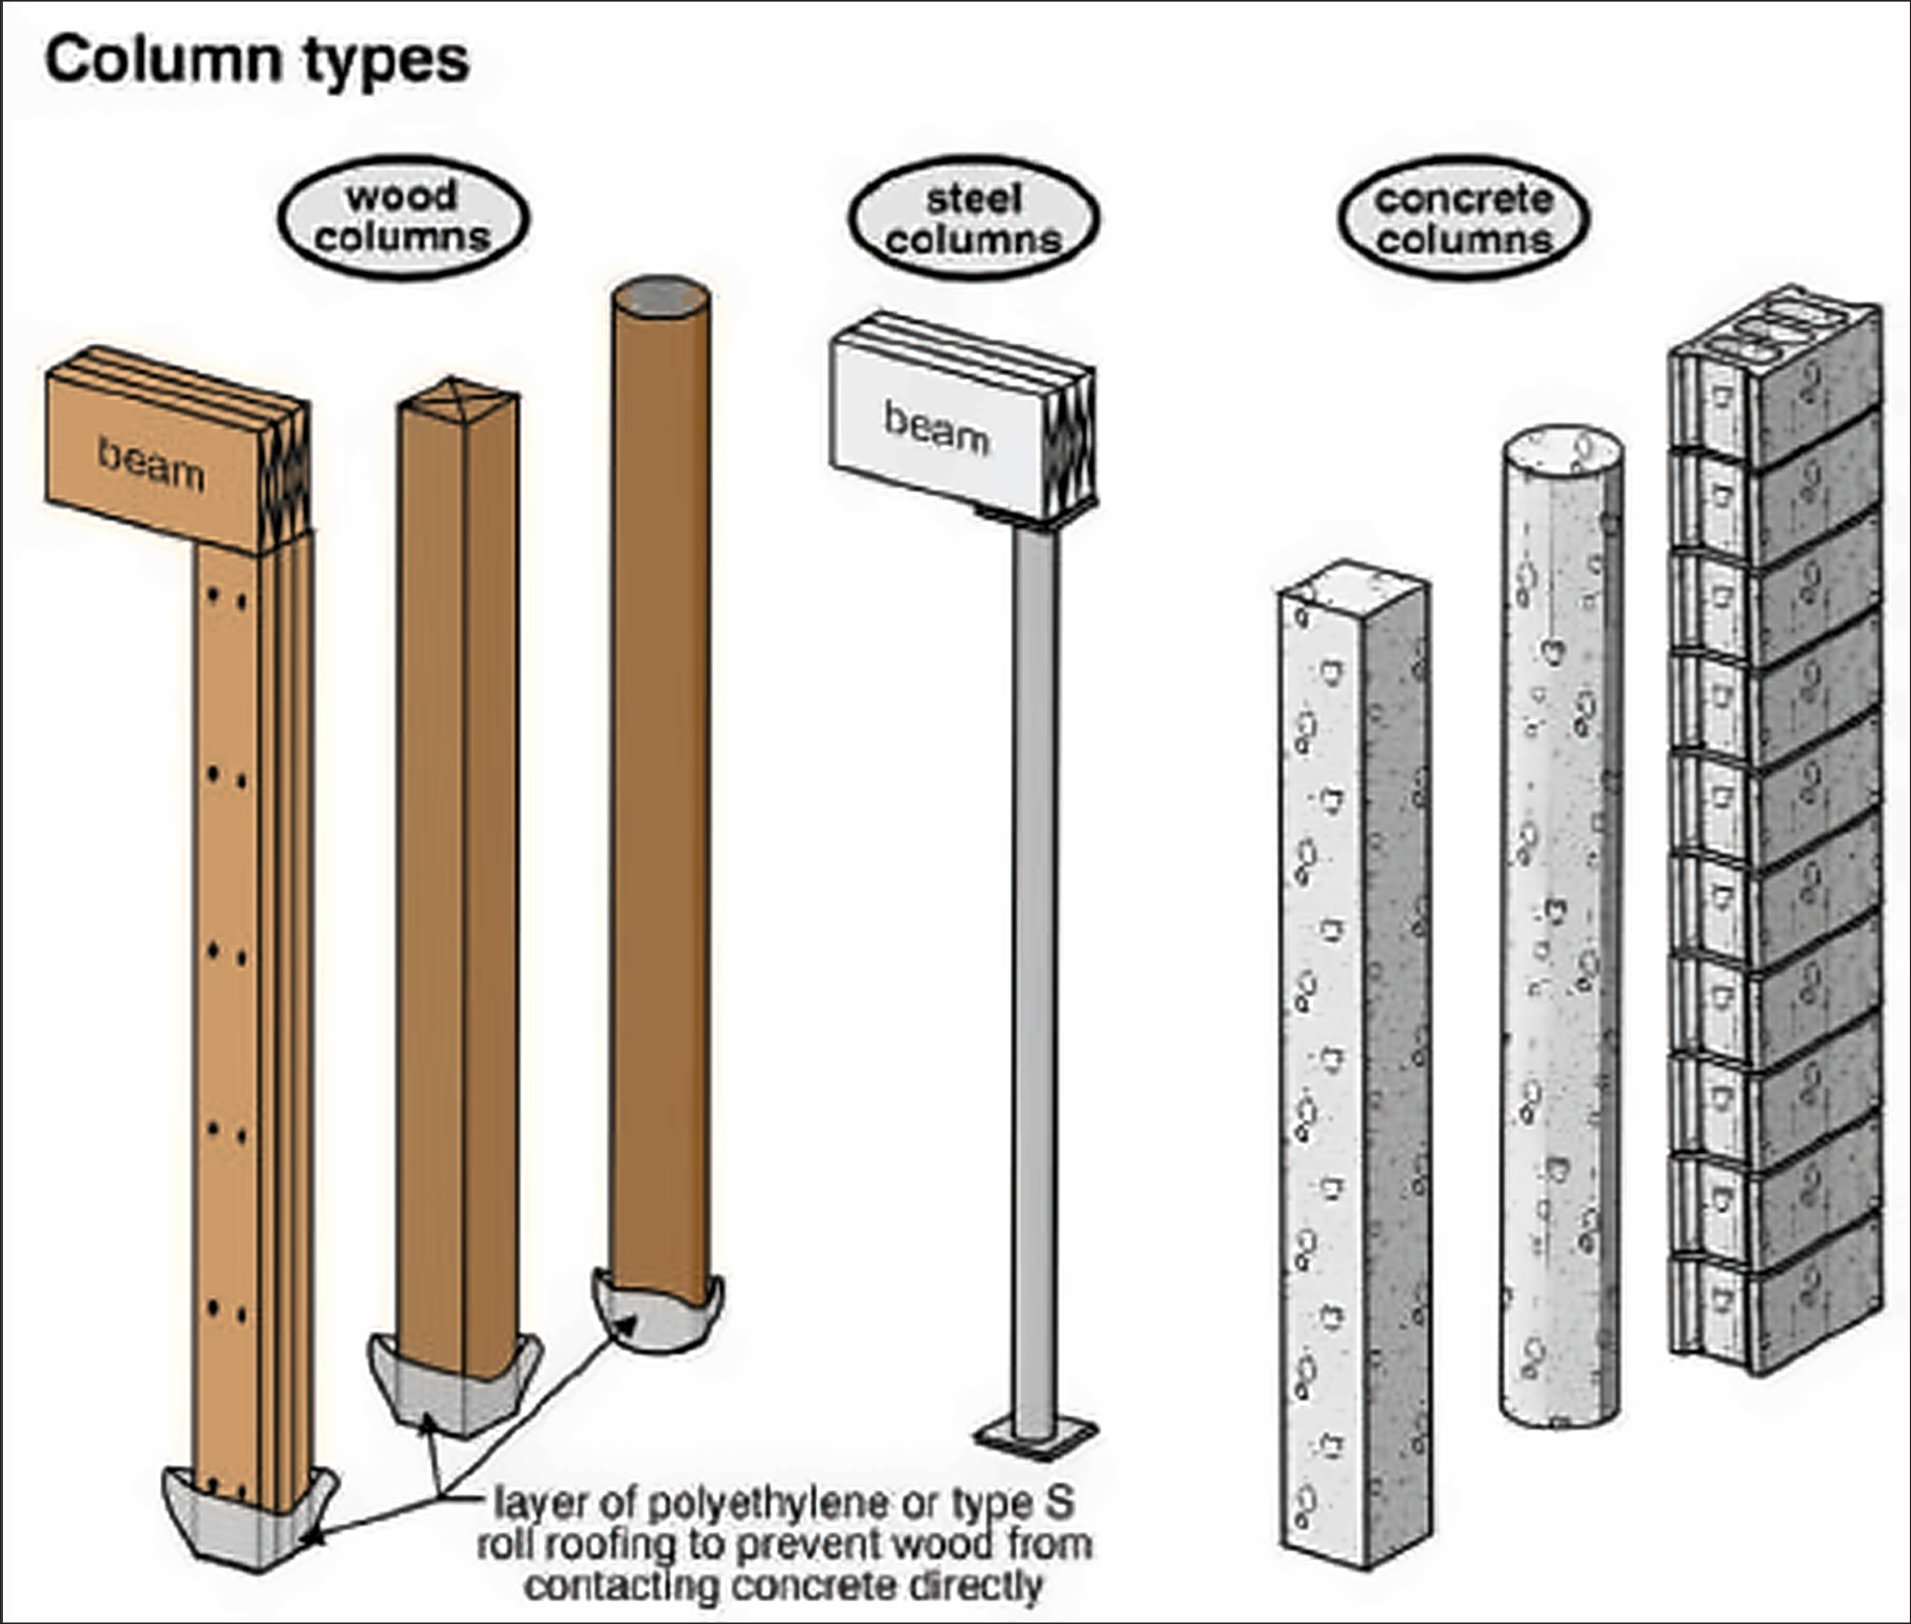 Column types
wood
columns
steel
columns
concrete
columns
beam
beam
layer of polyethylene or type S
roll roofing to prevent wood from
contacting concrete directly